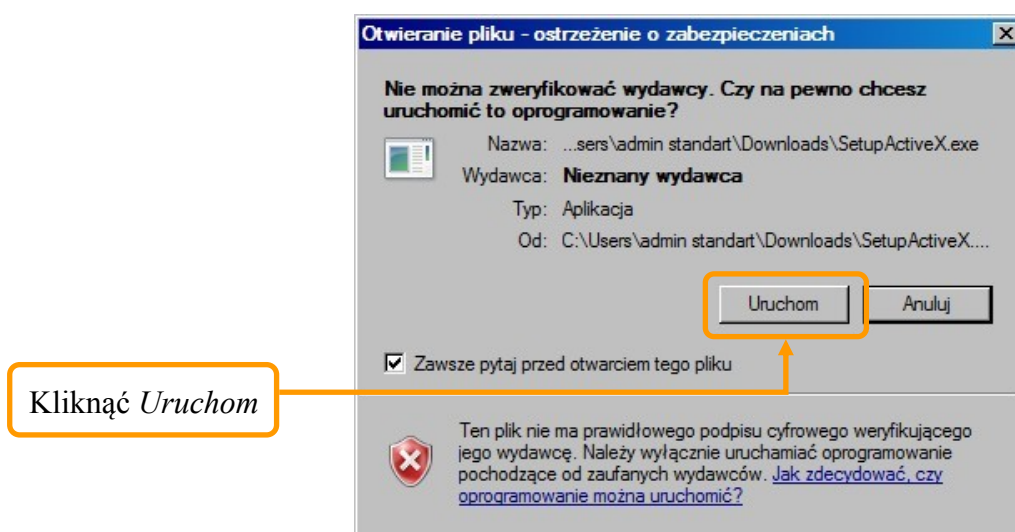 Otwieranie pliku - ostrzeżenie o zabezpieczeniach
Nie można zweryfikować wydawcy. Czy na pewno chcesz
uruchomić to oprogramowanie?
Nazwa: ...sers\admin standart\Downloads\SetupActiveX.exe
Wydawca: Nieznany wydawca
Typ: Aplikacja
Od: C:\Users\admin standart\Downloads\SetupActiveX....
Uruchom Anuluj
Zawsze pytaj przed otwarciem tego pliku
Kliknąć Uruchom
Ten plik nie ma prawidłowego podpisu cyfrowego weryfikującego
jego wydawcę. Należy wyłącznie uruchamiać oprogramowanie
pochodzące od zaufanych wydawców. Jak zdecydować, czy
oprogramowanie można uruchomić?